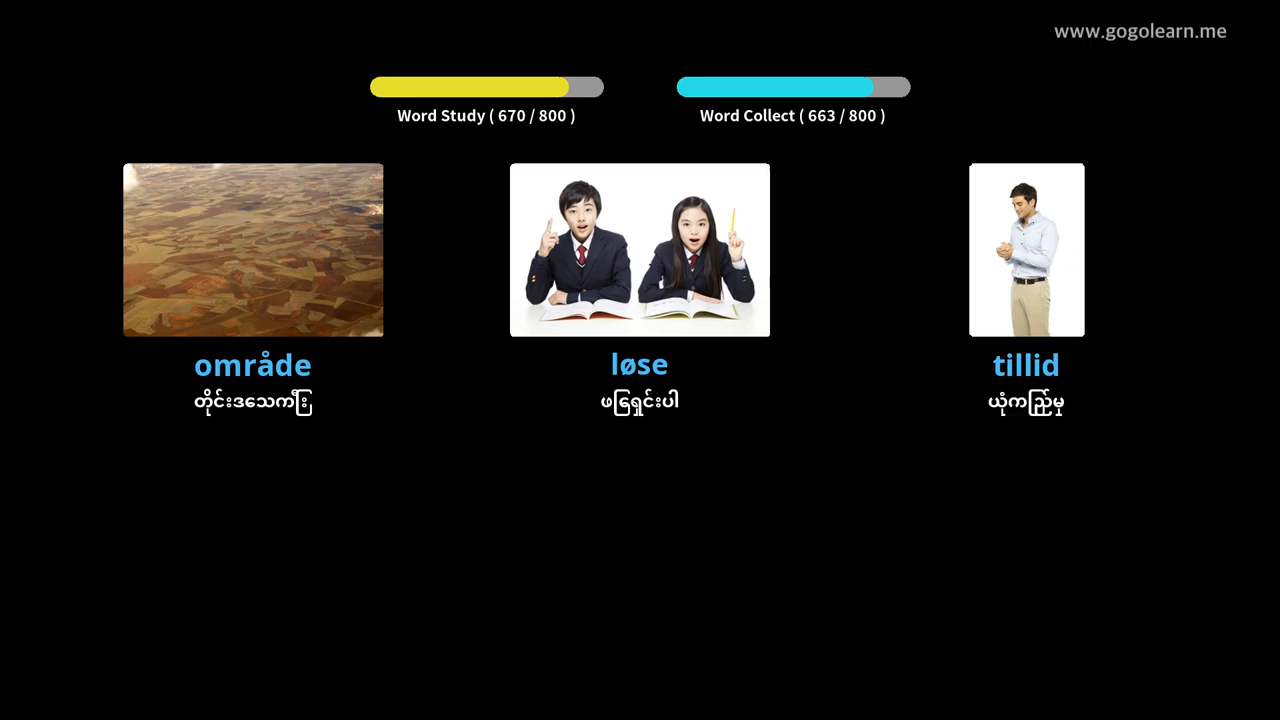 www.gogolearn.me
Word Study ( 670 / 800 )
Word Collect ( 663 / 800 )
område
တိုင်းဒေသကြီး
løse
ဖြေရှင်းပါ
tillid
ယုံကြည်မှု